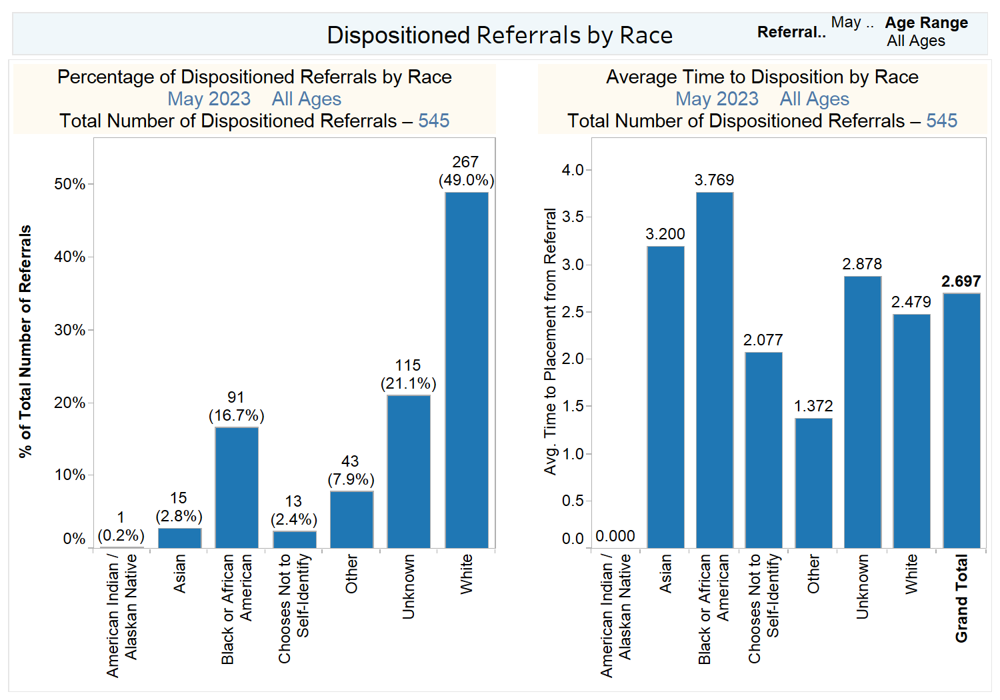 Dispositioned Referrals by Race
Referral..
May ..
Age Range
All Ages
Percentage of Dispositioned Referrals by Race
May 2023 All Ages
Total Number of Dispositioned Referrals – 545
% of Total Number of Referrals
50%
40%
30%
20%
10%
0%
1
(0.2%)
15
(2.8%)
91
(16.7%)
13
(2.4%)
43
(7.9%)
115
(21.1%)
267
(49.0%)
American Indian /
Alaskan Native
Asian
Black or African
American
Chooses Not to
Self-Identify
Other
Unknown
White
Average Time to Disposition by Race
May 2023 All Ages
Total Number of Dispositioned Referrals – 545
Avg. Time to Placement from Referral
4.0
3.5
3.0
2.5
2.0
1.5
1.0
0.5
0.0
0.000
3.200
3.769
2.077
1.372
2.878
2.479
2.697
American Indian /
Alaskan Native
Asian
Black or African
American
Chooses Not to
Self-Identify
Other
Unknown
White
Grand Total